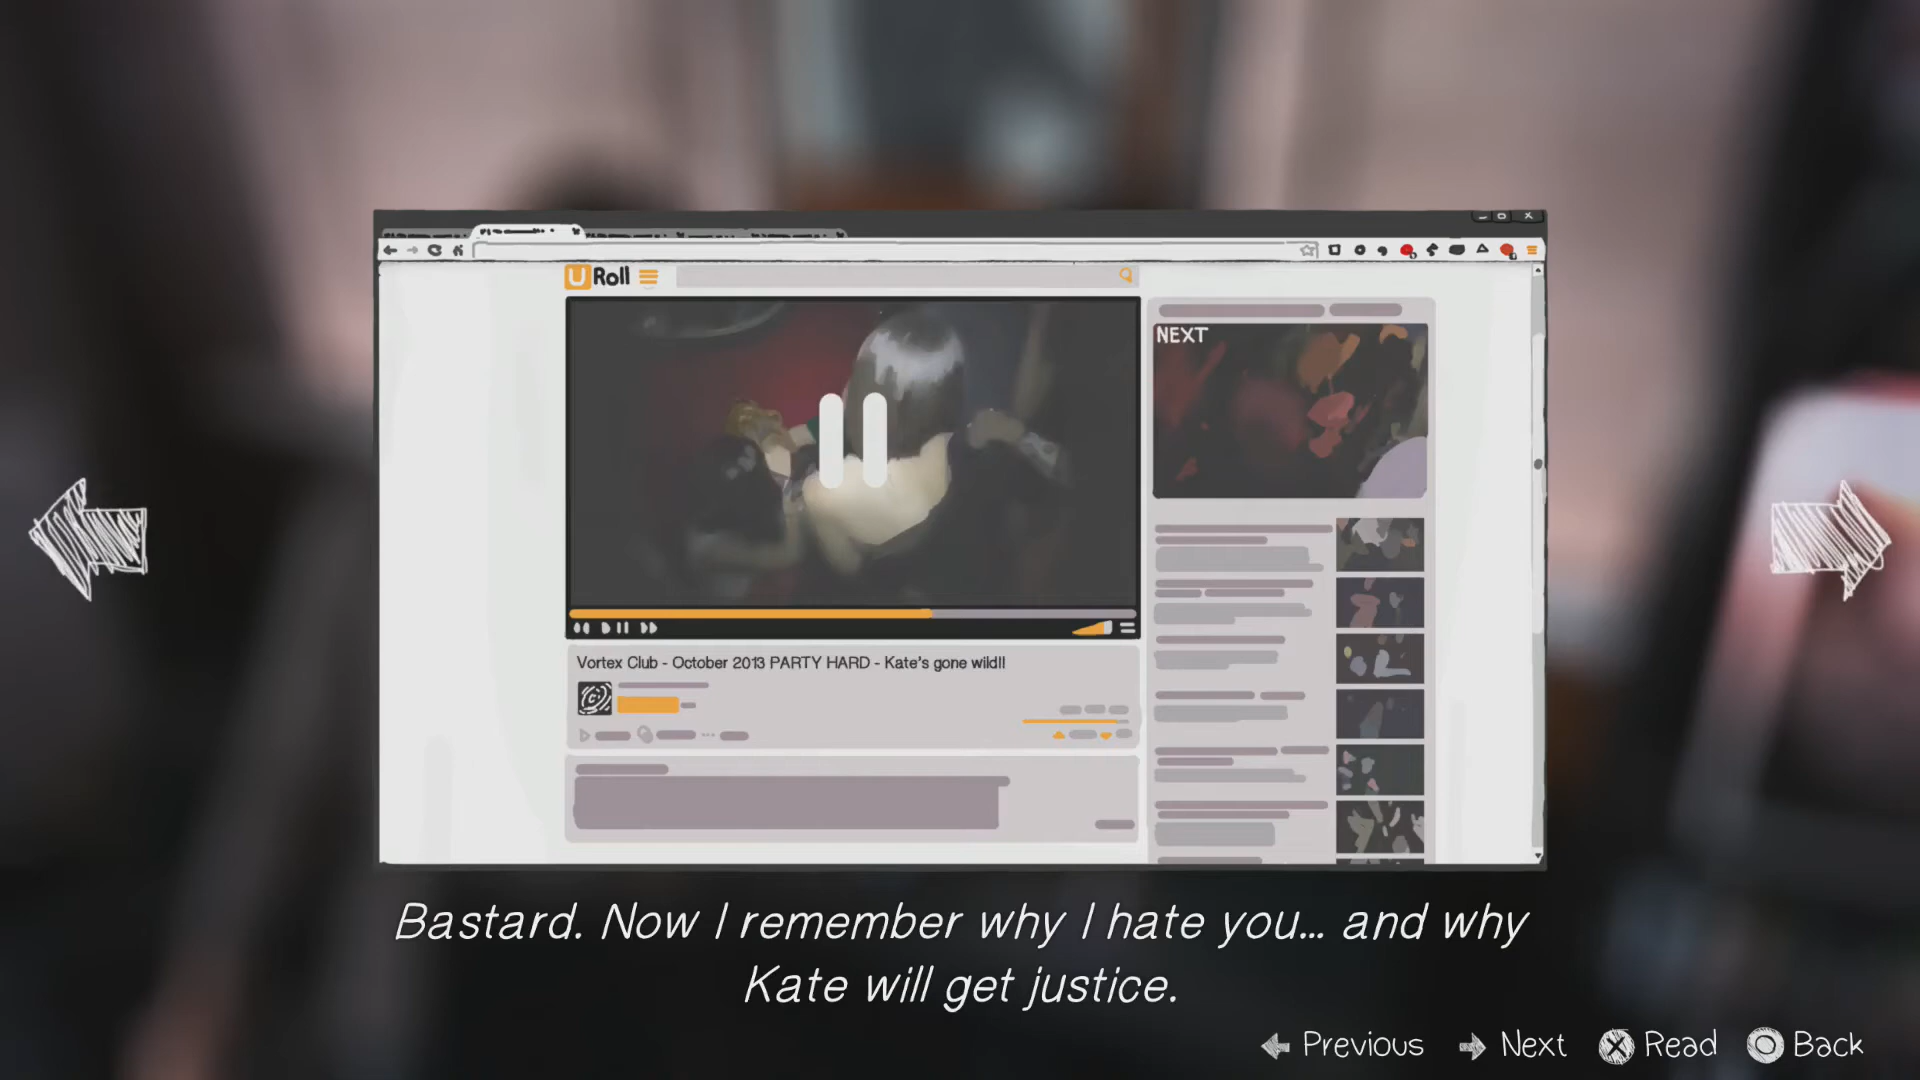 U Roll
NEXT
Vortex Club - October 2013 PARTY HARD - Kate's gone wild!!
Bastard. Now I remember why I hate you... and why
Kate will get justice.
Previous Next Read Back